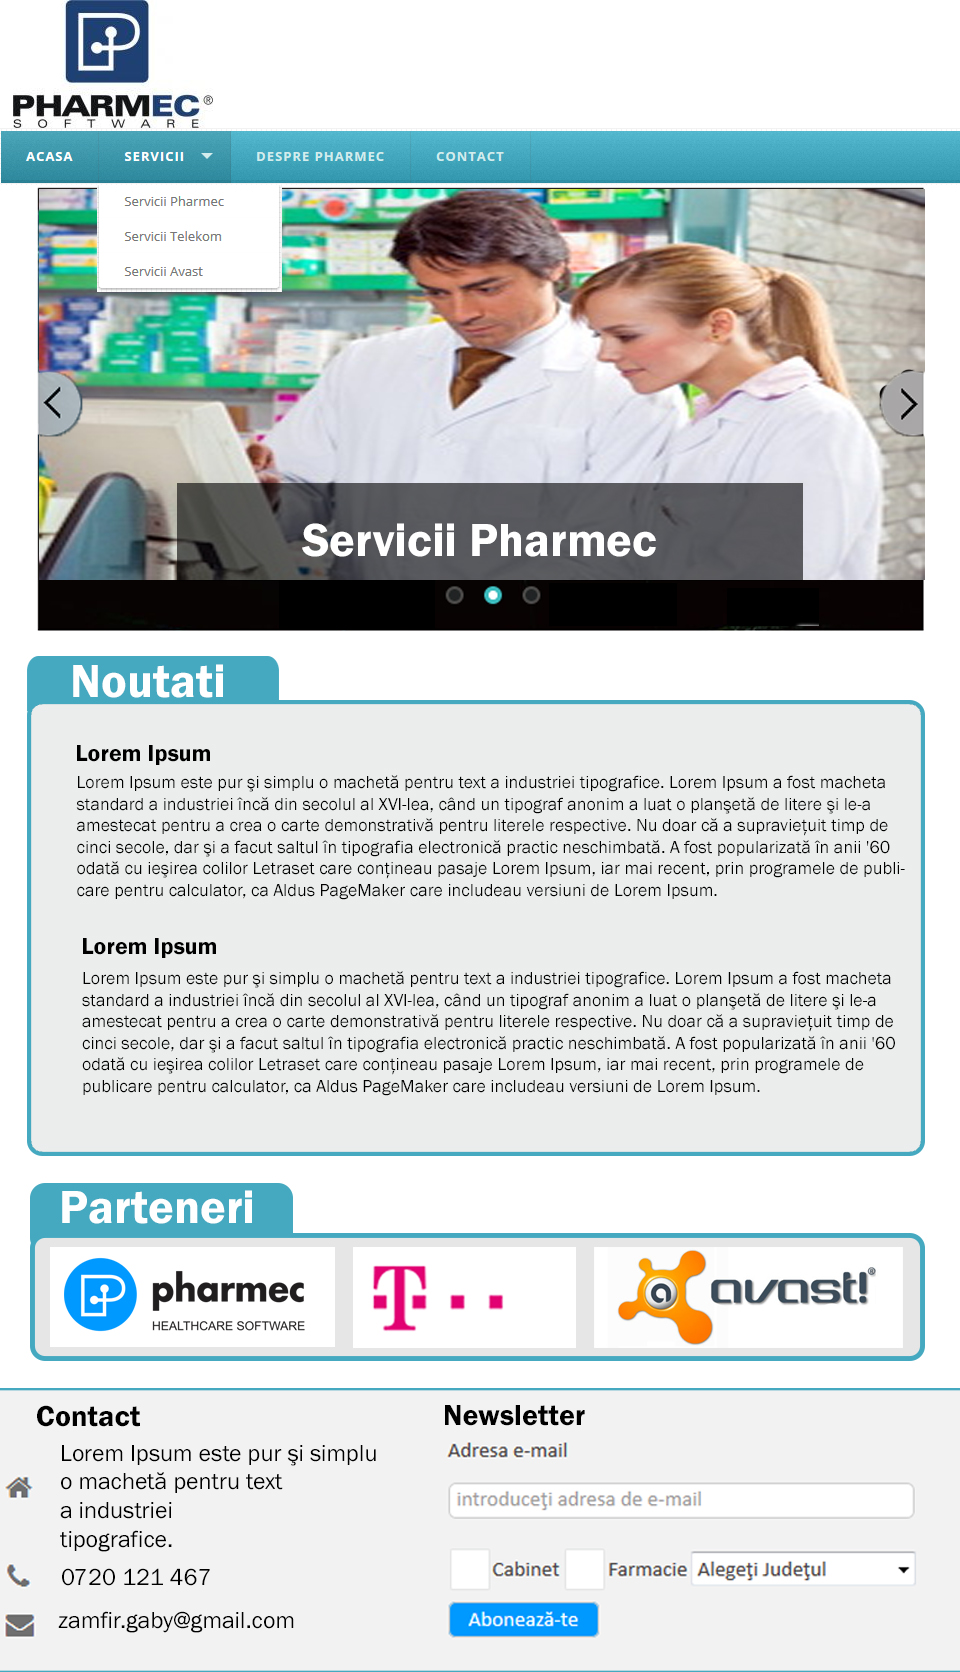 PHARMEC®
SOFTWARE
ACASA SERVICII DESPRE PHARMEC CONTACT
Servicii Pharmec
Servicii Telekom
Servicii Avast
Servicii Pharmec
Noutati
Lorem Ipsum
Lorem Ipsum este pur şi simplu o machetă pentru text a industriei tipografice. Lorem Ipsum a fost macheta
standard a industriei încă din secolul al XVI-lea, când un tipograf anonim a luat o planşetă de litere şi le-a
amestecat pentru a crea o carte demonstrativă pentru literele respective. Nu doar că a supravieţuit timp de
cinci secole, dar şi a facut saltul în tipografia electronică practic neschimbată. A fost popularizată în anii '60
odată cu ieşirea colilor Letraset care conţineau pasaje Lorem Ipsum, iar mai recent, prin programele de publi-
care pentru calculator, ca Aldus PageMaker care includeau versiuni de Lorem Ipsum.
Lorem Ipsum
Lorem Ipsum este pur şi simplu o machetă pentru text a industriei tipografice. Lorem Ipsum a fost macheta
standard a industriei încă din secolul al XVI-lea, când un tipograf anonim a luat o planşetă de litere şi le-a
amestecat pentru a crea o carte demonstrativă pentru literele respective. Nu doar că a supravieţuit timp de
cinci secole, dar şi a facut saltul în tipografia electronică practic neschimbată. A fost popularizată în anii '60
odată cu ieşirea colilor Letraset care conţineau pasaje Lorem Ipsum, iar mai recent, prin programele de
publicare pentru calculator, ca Aldus PageMaker care includeau versiuni de Lorem Ipsum.
Parteneri
pharmec
HEALTHCARE SOFTWARE
T
a avast!®
Contact
Lorem Ipsum este pur şi simplu
o machetă pentru text
a industriei
tipografice.
0720 121 467
zamfir.gaby@gmail.com
Newsletter
Adresa e-mail
introduceţi adresa de e-mail
Cabinet Farmacie Alegeţi Judeţul
Abonează-te